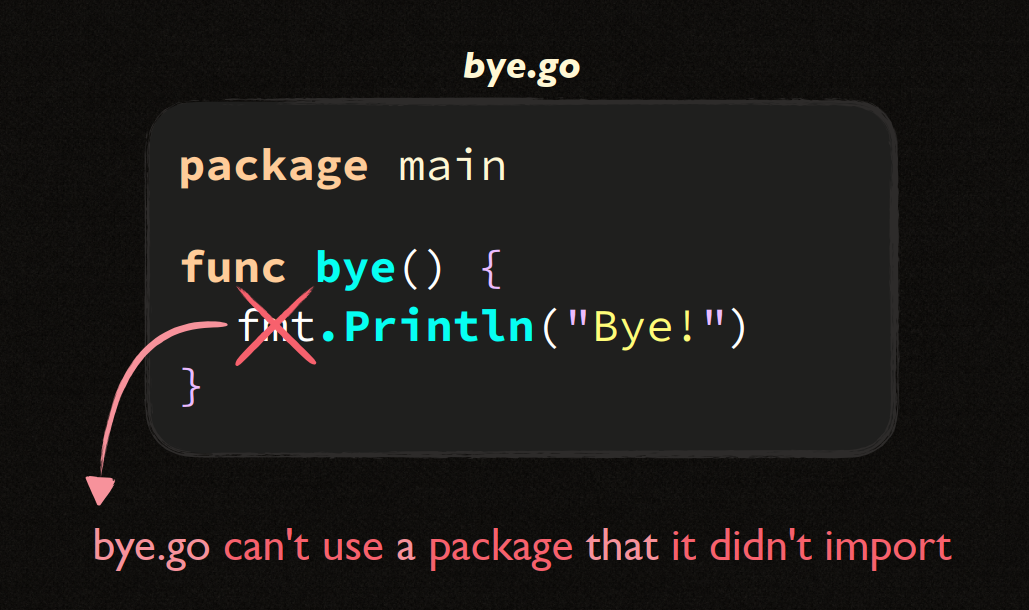 bye.go
package main
func bye() {
fmt.Println("Bye!")
}
bye.go can't use a package that it didn't import